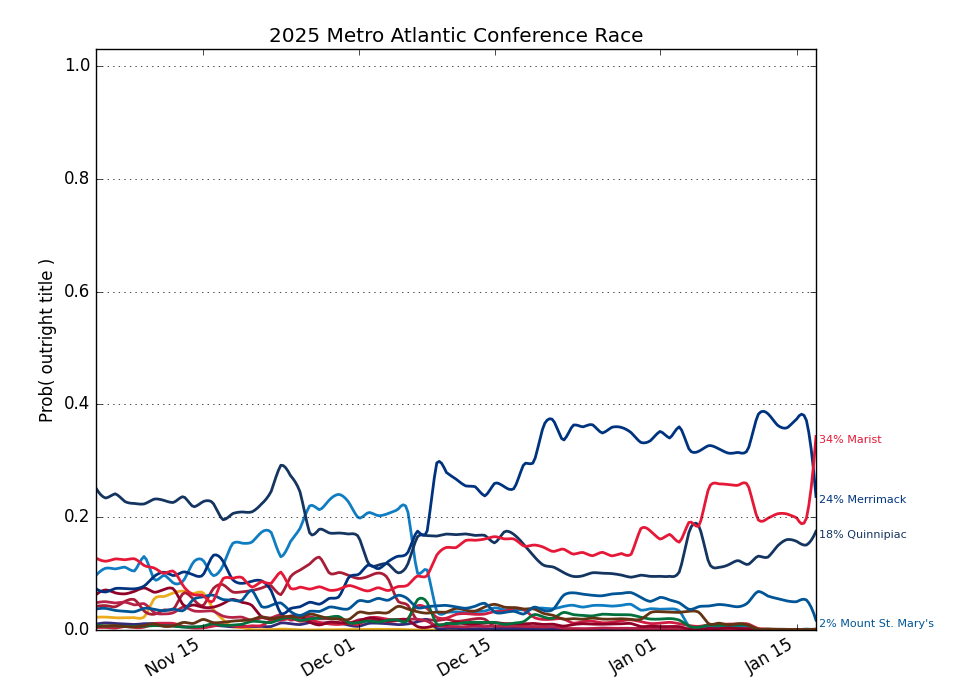 2025 Metro Atlantic Conference Race
Prob( outright title )
1.0
0.8
0.6
0.4
0.2
0.0
34% Marist
24% Merrimack
18% Quinnipiac
2% Mount St. Mary's
Nov 15
Dec 01
Dec 15
Jan 01
Jan 15